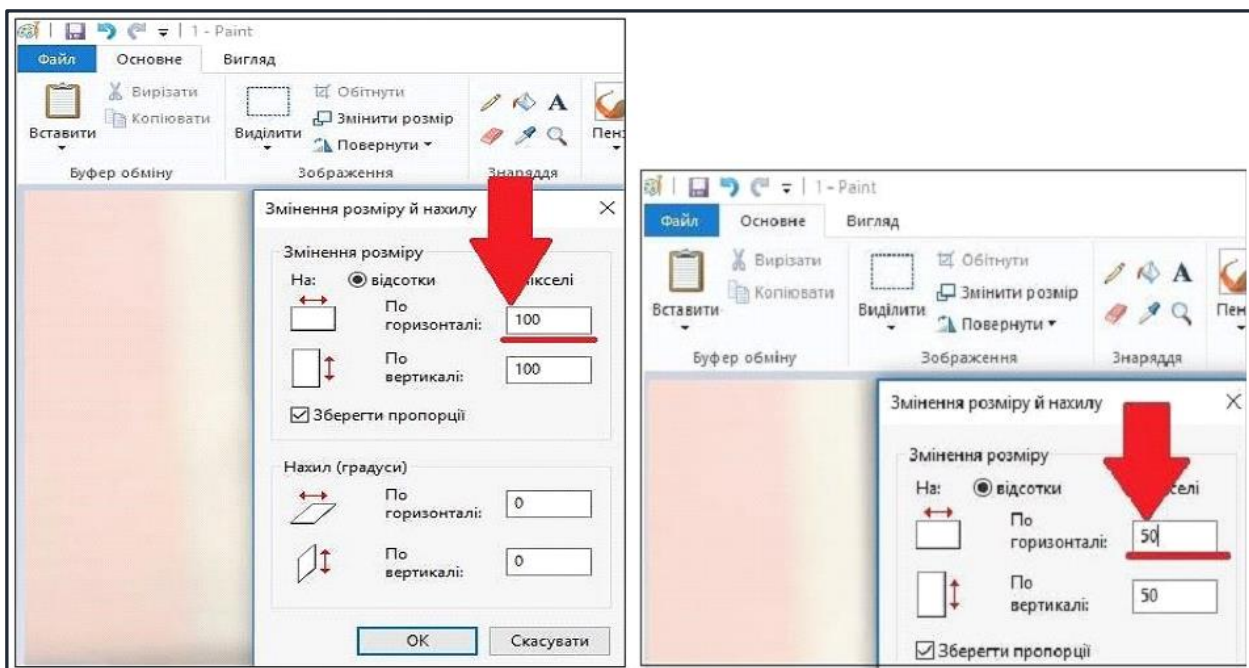 1 - Paint
Файл Основне Вигляд
Вирізати
Копіювати
Вставити
Буфер обміну
Обітнути
Змінити розмір
Повернути
Виділити
Зображення
A
Знаряддя
Змінення розміру й нахилу
Змінення розміру
На: відсотки
По
горизонталі: 100
По
вертикалі: 100
Зберегти пропорції
Нахил (градуси)
По
горизонталі: 0
По
вертикалі: 0
OK Скасувати
1 - Paint
Файл Основне Вигляд
Вирізати
Копіювати
Вставити
Буфер обміну
Обітнути
Змінити розмір
Повернути
Виділити
Зображення
A
Знаряддя
Змінення розміру й нахилу
Змінення розміру
На: відсотки
По
горизонталі: 50
По
вертикалі: 50
Зберегти пропорції